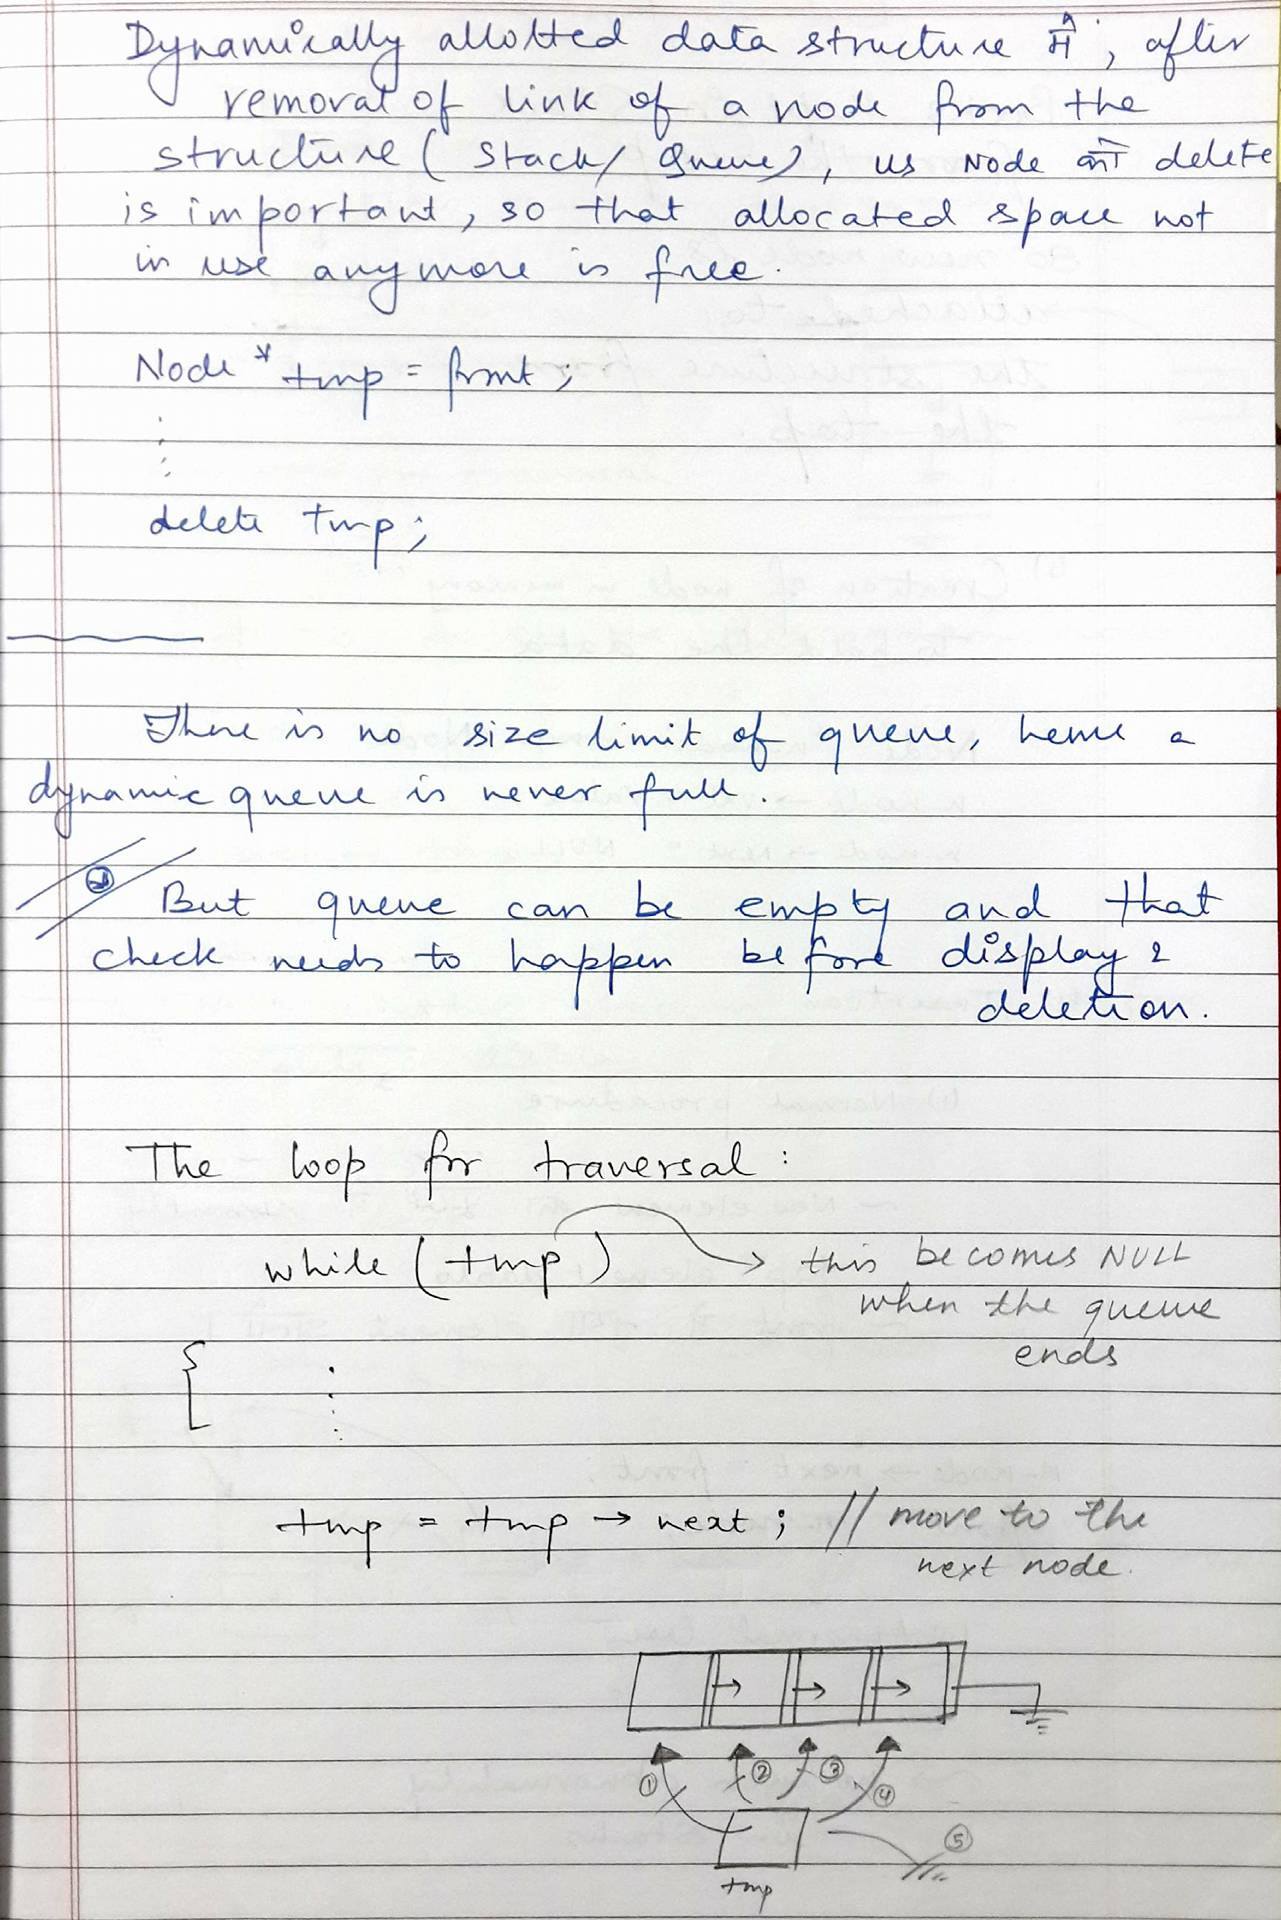 Dynamically allotted data structure में, after
removal of link of a node from the
structure (Stack/Queue), us Node को delete
is important, so that allocated space not
in use anymore is free.
Node * tmp = front;
delete tmp;
There is no size limit of queue, hence a
dynamic queue is never full.
But queue can be empty and that
check needs to happen before display &
deletion.
The loop for traversal :
while (tmp) → this becomes NULL
when the queue
ends
{
tmp = tmp → next; // move to the
next node.
① ② ③ ④
⑤
tmp